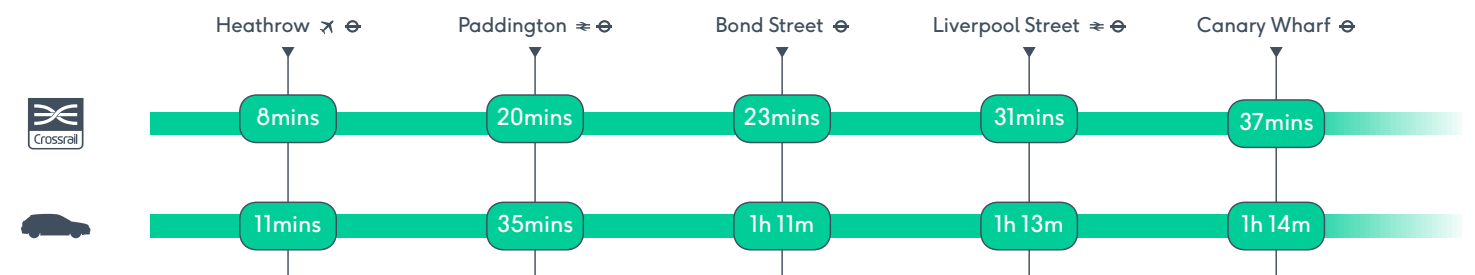 Heathrow
Paddington
Bond Street
Liverpool Street
Canary Wharf
Crossrail
8mins
20mins
23mins
31mins
37mins
11mins
35mins
1h 11m
1h 13m
1h 14m